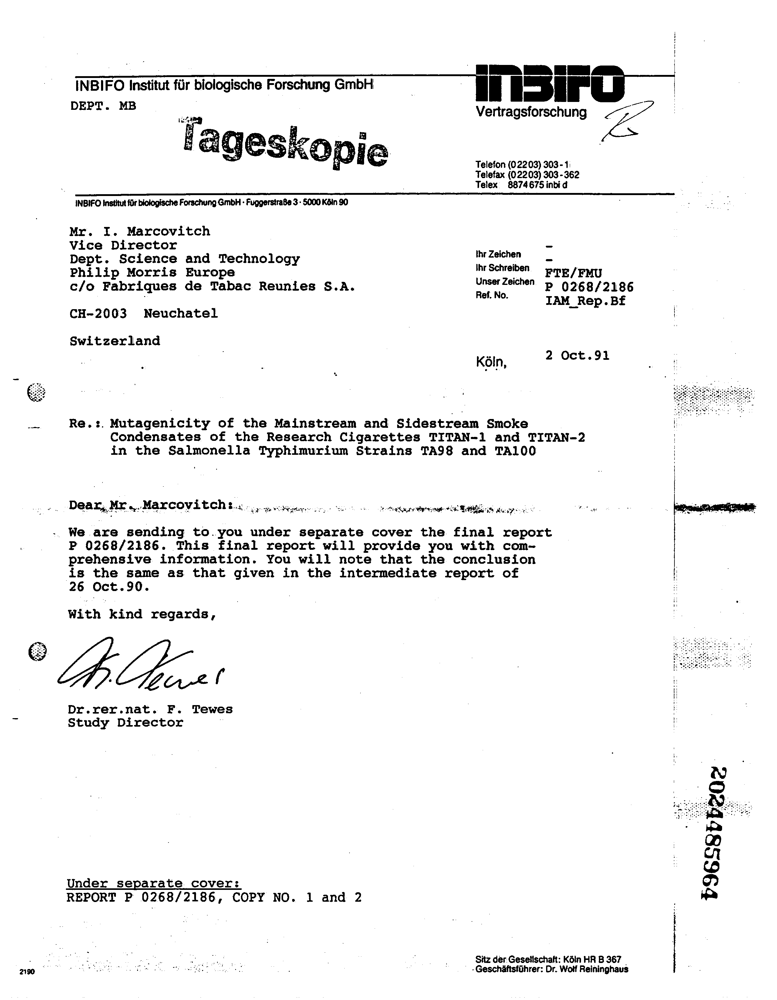 INBIFO Institut für biologische Forschung GmbH
DEPT. MB
Tageskopie
INBIFO
Vertragsforschung
Telefon (02203) 303-1
Telefax (02203) 303-362
Telex 8874675 inbi d
INBIFO Institut für biologische Forschung GmbH · Fuggerstraße 3 · 5000 Köln 90
Mr. I. Marcovitch
Vice Director
Dept. Science and Technology
Philip Morris Europe
c/o Fabriques de Tabac Reunies S.A.
CH-2003 Neuchatel
Switzerland
Ihr Zeichen –
Ihr Schreiben –
Unser Zeichen FTE/FMU
Ref. No. P 0268/2186
IAM_Rep.Bf
Köln, 2 Oct.91
Re.: Mutagenicity of the Mainstream and Sidestream Smoke
Condensates of the Research Cigarettes TITAN-1 and TITAN-2
in the Salmonella Typhimurium Strains TA98 and TA100
Dear Mr. Marcovitch:
We are sending to you under separate cover the final report
P 0268/2186. This final report will provide you with com-
prehensive information. You will note that the conclusion
is the same as that given in the intermediate report of
26 Oct.90.
With kind regards,
Dr.rer.nat. F. Tewes
Study Director
2024485964
Under separate cover:
REPORT P 0268/2186, COPY NO. 1 and 2
Sitz der Gesellschaft: Köln HR B 367
Geschäftsführer: Dr. Wolf Reininghaus
2190